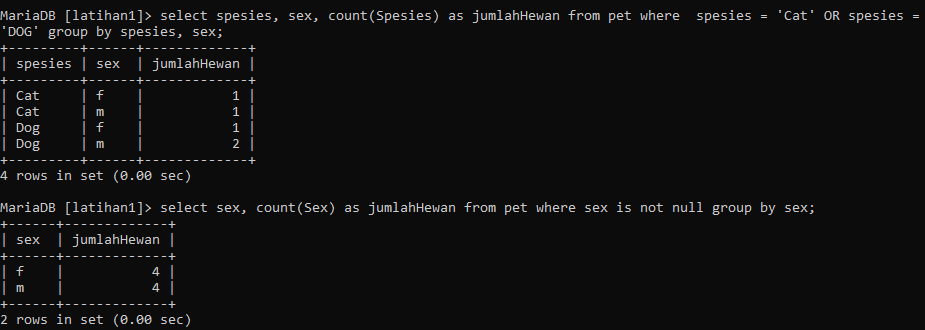 MariaDB [latihan1]> select spesies, sex, count(Spesies) as jumlahHewan from pet where  spesies = 'Cat' OR spesies =
'DOG' group by spesies, sex;
+---------+------+-------------+
| spesies | sex  | jumlahHewan |
+---------+------+-------------+
| Cat     | f    |           1 |
| Cat     | m    |           1 |
| Dog     | f    |           1 |
| Dog     | m    |           2 |
+---------+------+-------------+
4 rows in set (0.00 sec)
MariaDB [latihan1]> select sex, count(Sex) as jumlahHewan from pet where sex is not null group by sex;
+------+-------------+
| sex  | jumlahHewan |
+------+-------------+
| f    |           4 |
| m    |           4 |
+------+-------------+
2 rows in set (0.00 sec)